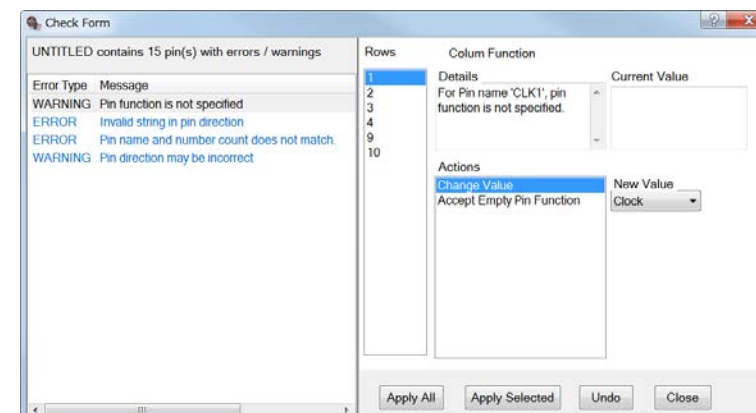 Check Form
UNTITLED contains 15 pin(s) with errors / warnings
Error Type Message
WARNING Pin function is not specified
ERROR Invalid string in pin direction
ERROR Pin name and number count does not match.
WARNING Pin direction may be incorrect
Rows
1
2
3
4
9
10
Colum Function
Details
For Pin name 'CLK1', pin
function is not specified.
Current Value
Actions
Change Value
Accept Empty Pin Function
New Value
Clock
Apply All
Apply Selected
Undo
Close